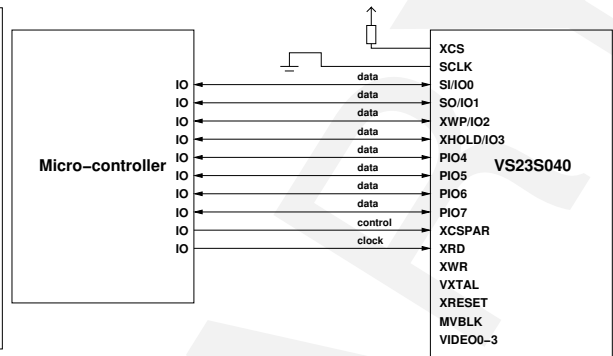 XCS
SCLK
IO data SI/IO0
IO data SO/IO1
IO data XWP/IO2
IO data XHOLD/IO3
IO data PIO4
Micro−controller
VS23S040
IO data PIO5
IO data PIO6
IO data PIO7
IO control XCSPAR
IO clock XRD
XWR
VXTAL
XRESET
MVBLK
VIDEO0−3